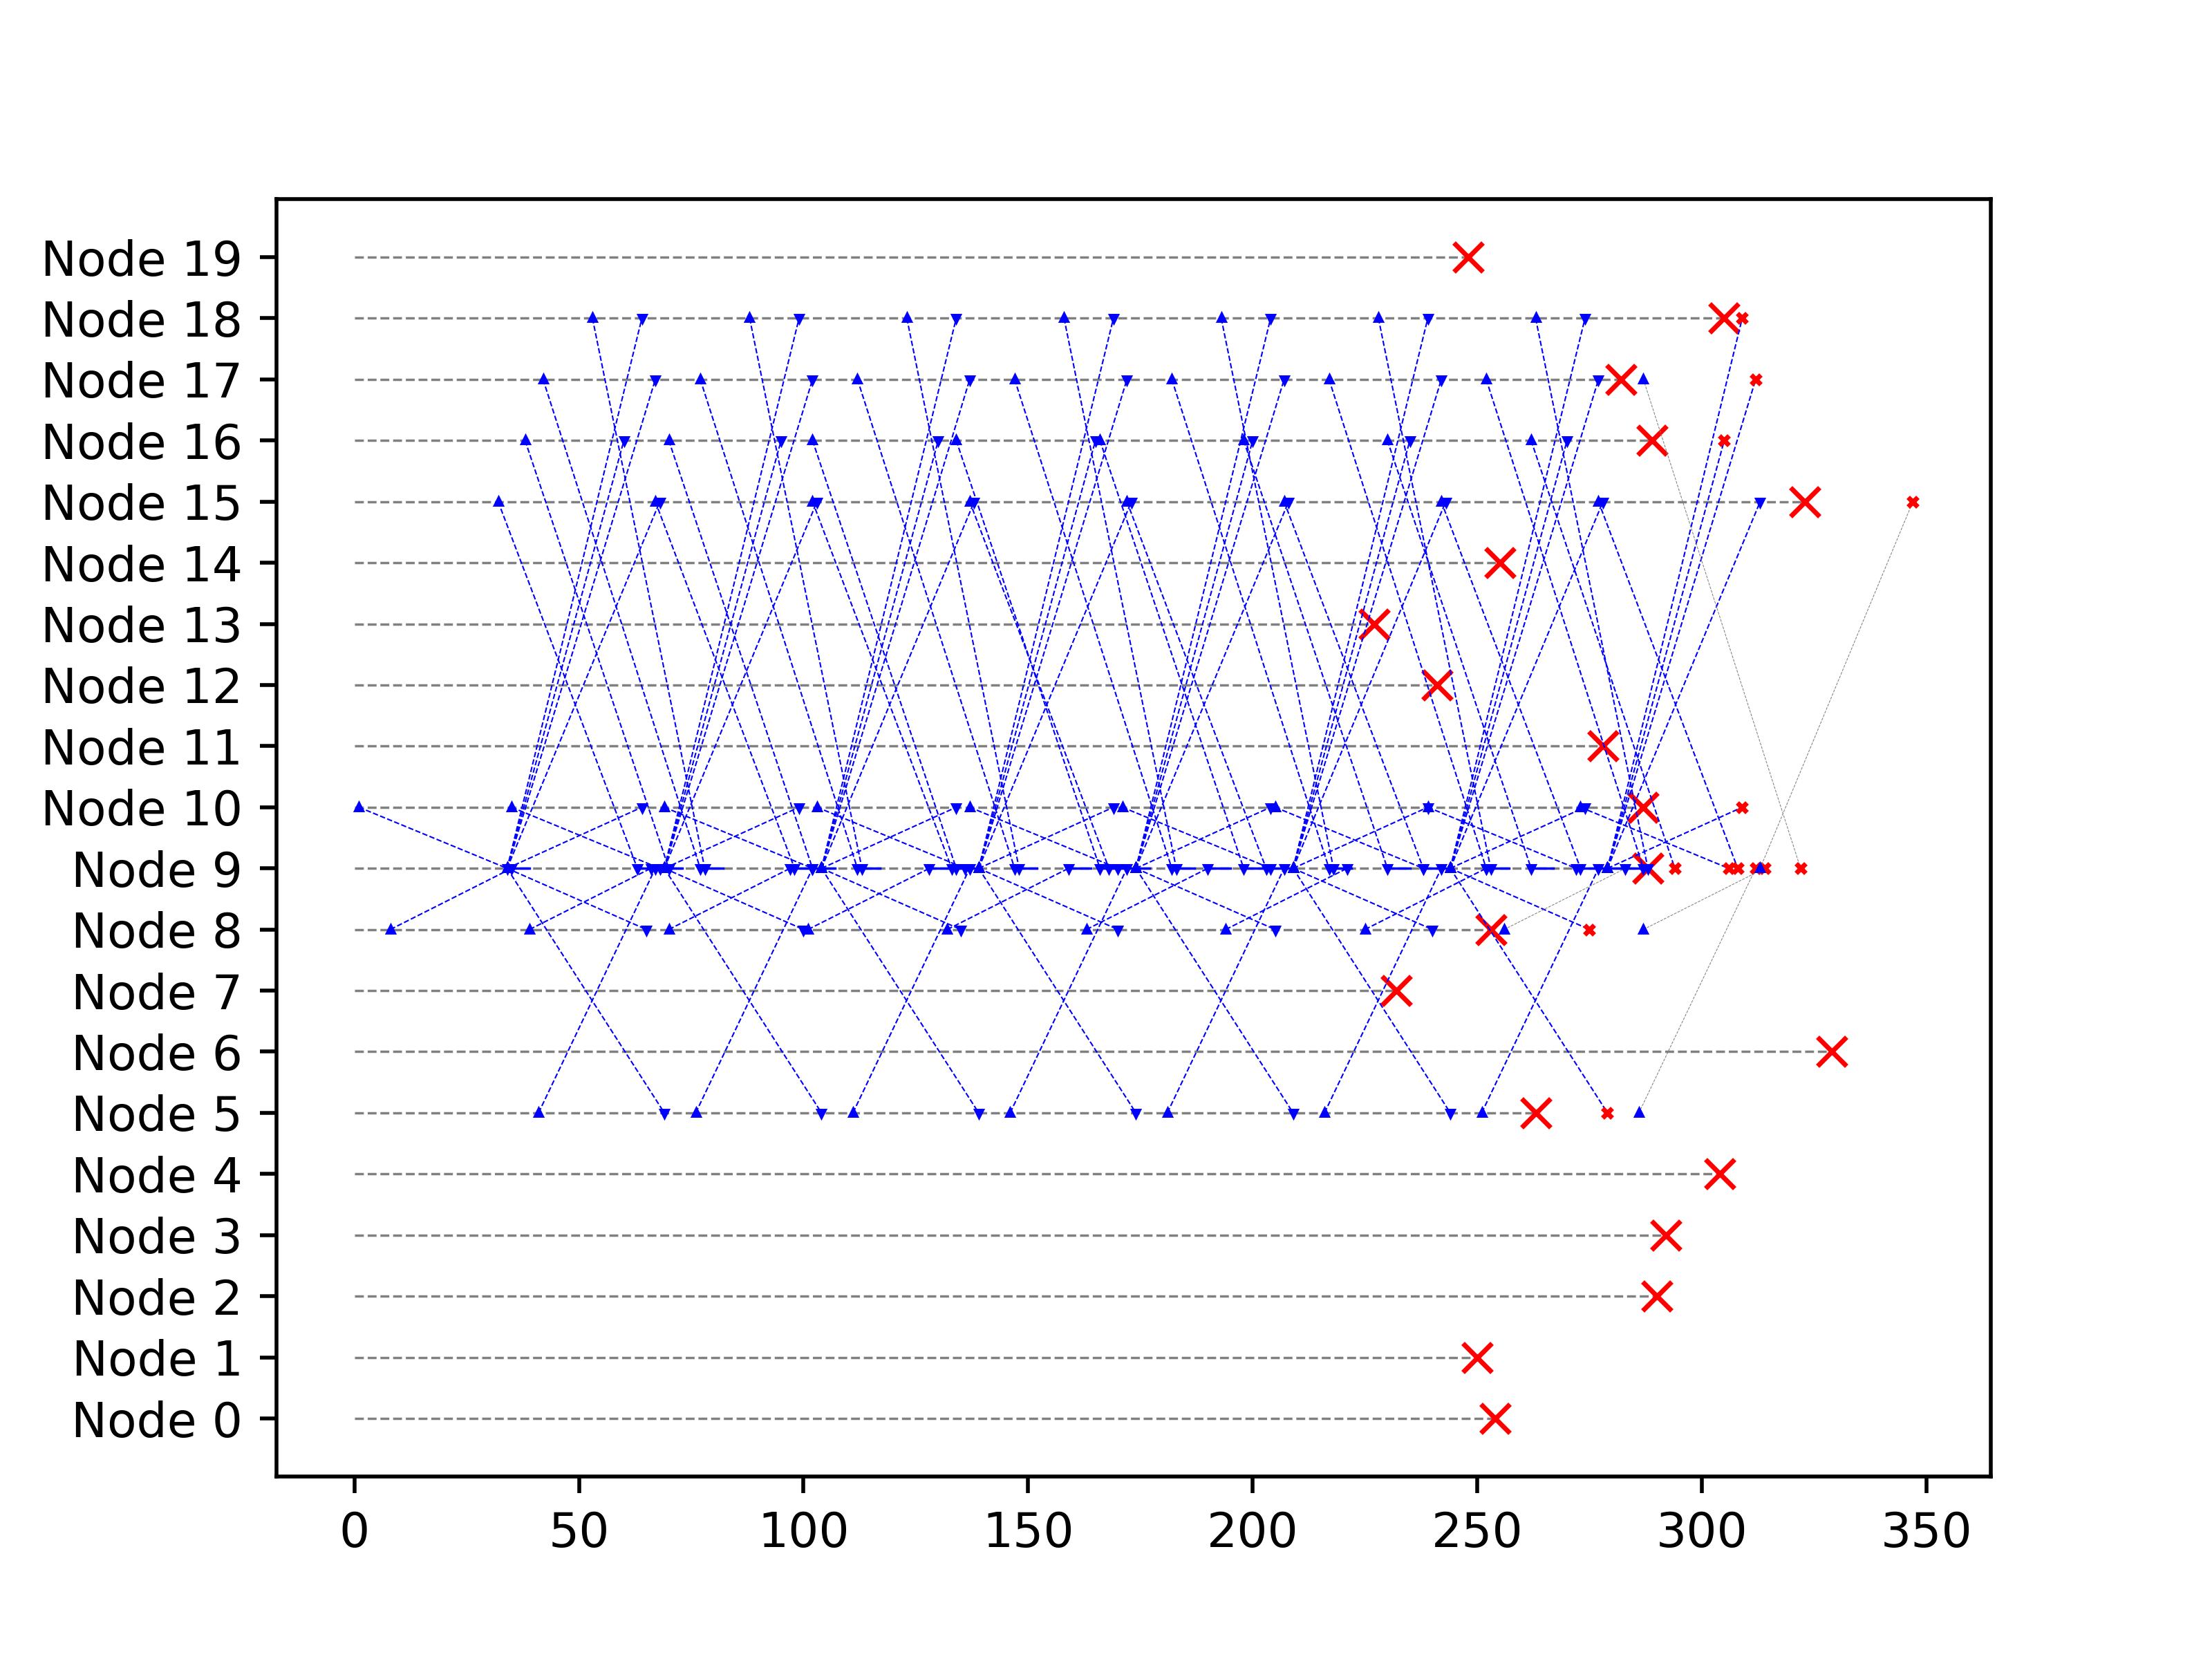 Node 19
Node 18
Node 17
Node 16
Node 15
Node 14
Node 13
Node 12
Node 11
Node 10
Node 9
Node 8
Node 7
Node 6
Node 5
Node 4
Node 3
Node 2
Node 1
Node 0
0 50 100 150 200 250 300 350